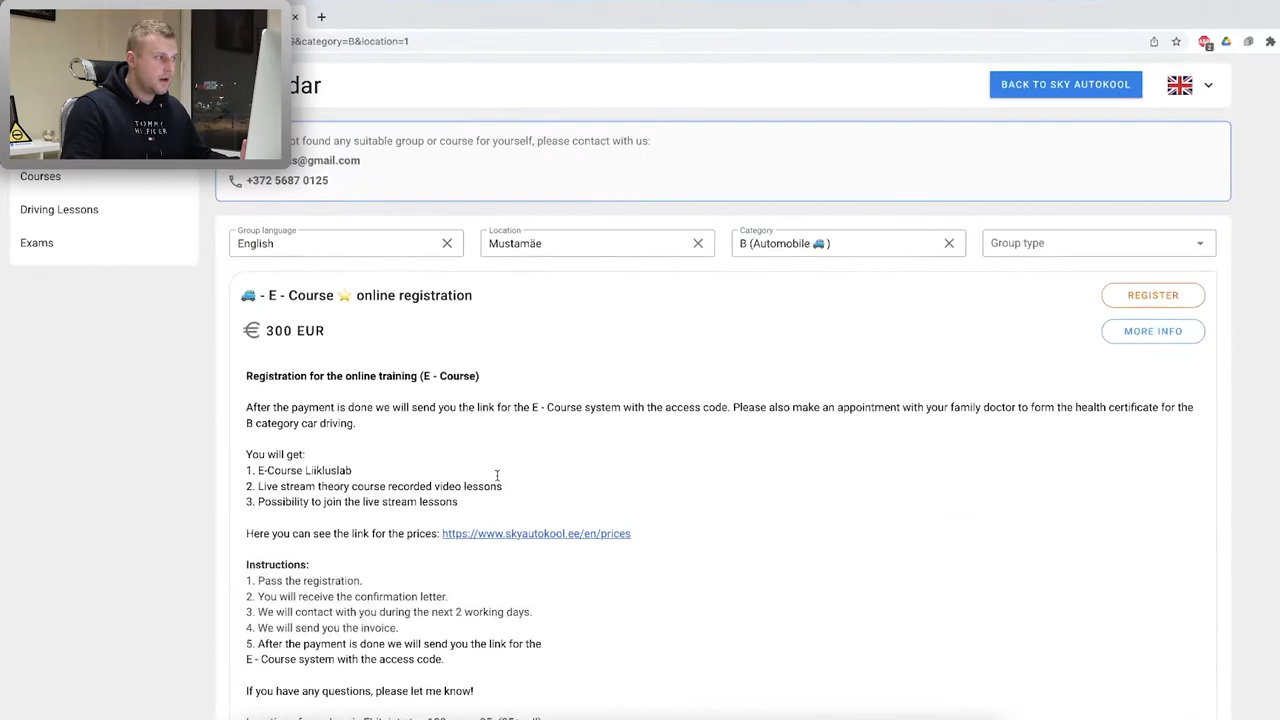 G&category=B&location=1
dar
BACK TO SKY AUTOKOOL
TOMMY
HILFIGER
ot found any suitable group or course for yourself, please contact with us:
s@gmail.com
+372 5687 0125
Courses
Driving Lessons
Exams
Group language
English
Location
Mustamäe
Category
B (Automobile 🚙 )
Group type
🚙 - E - Course ⭐ online registration
REGISTER
€ 300 EUR
MORE INFO
Registration for the online training (E - Course)
After the payment is done we will send you the link for the E - Course system with the access code. Please also make an appointment with your family doctor to form the health certificate for the
B category car driving.
You will get:
1. E-Course Liikluslab
2. Live stream theory course recorded video lessons
3. Possibility to join the live stream lessons
Here you can see the link for the prices: https://www.skyautokool.ee/en/prices
Instructions:
1. Pass the registration.
2. You will receive the confirmation letter.
3. We will contact with you during the next 2 working days.
4. We will send you the invoice.
5. After the payment is done we will send you the link for the
E - Course system with the access code.
If you have any questions, please let me know!